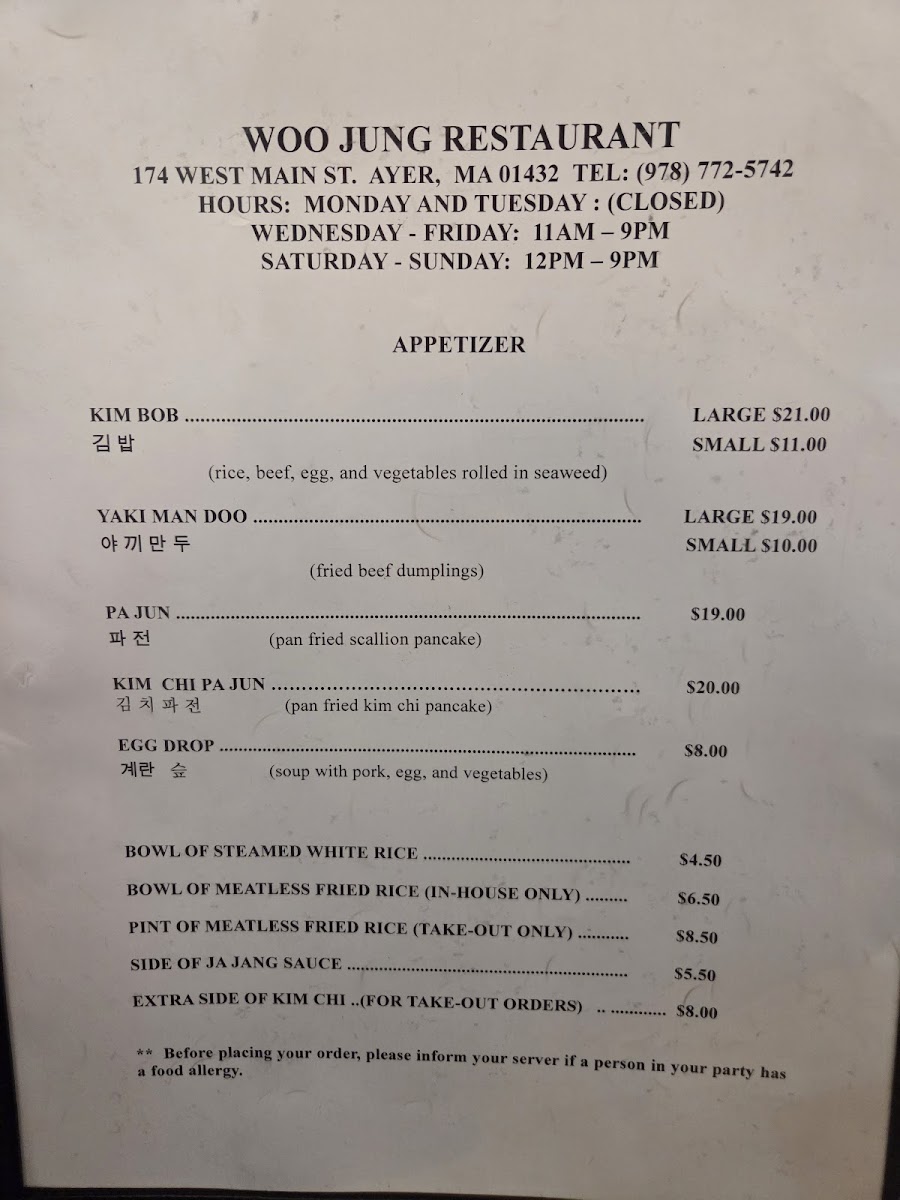 WOO JUNG RESTAURANT
174 WEST MAIN ST. AYER, MA 01432 TEL: (978) 772-5742
HOURS: MONDAY AND TUESDAY : (CLOSED)
WEDNESDAY - FRIDAY: 11AM – 9PM
SATURDAY - SUNDAY: 12PM – 9PM
APPETIZER
KIM BOB ........................................................................................ LARGE $21.00
김 밥 SMALL $11.00
(rice, beef, egg, and vegetables rolled in seaweed)
YAKI MAN DOO .......................................................................... LARGE $19.00
야 끼 만 두 SMALL $10.00
(fried beef dumplings)
PA JUN ......................................................................................... $19.00
파 전 (pan fried scallion pancake)
KIM CHI PA JUN ................................................................ $20.00
김 치 파 전 (pan fried kim chi pancake)
EGG DROP ................................................................................ $8.00
계란 숲 (soup with pork, egg, and vegetables)
BOWL OF STEAMED WHITE RICE ........................................ $4.50
BOWL OF MEATLESS FRIED RICE (IN-HOUSE ONLY) ......... $6.50
PINT OF MEATLESS FRIED RICE (TAKE-OUT ONLY) ........... $8.50
SIDE OF JA JANG SAUCE ...................................................... $5.50
EXTRA SIDE OF KIM CHI ..(FOR TAKE-OUT ORDERS) .. ............ $8.00
** Before placing your order, please inform your server if a person in your party has
a food allergy.